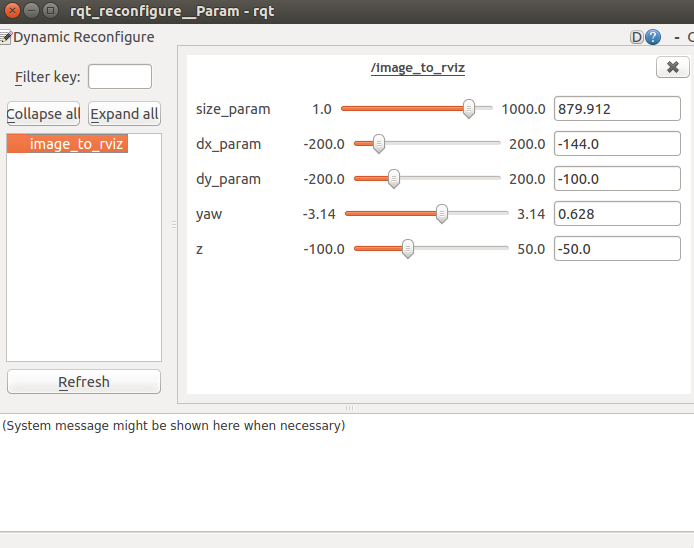 rqt_reconfigure__Param - rqt
Dynamic Reconfigure
D ? - O
Filter key:
Collapse all Expand all
image_to_rviz
Refresh
/image_to_rviz
size_param 1.0 1000.0 879.912
dx_param -200.0 200.0 -144.0
dy_param -200.0 200.0 -100.0
yaw -3.14 3.14 0.628
z -100.0 50.0 -50.0
(System message might be shown here when necessary)